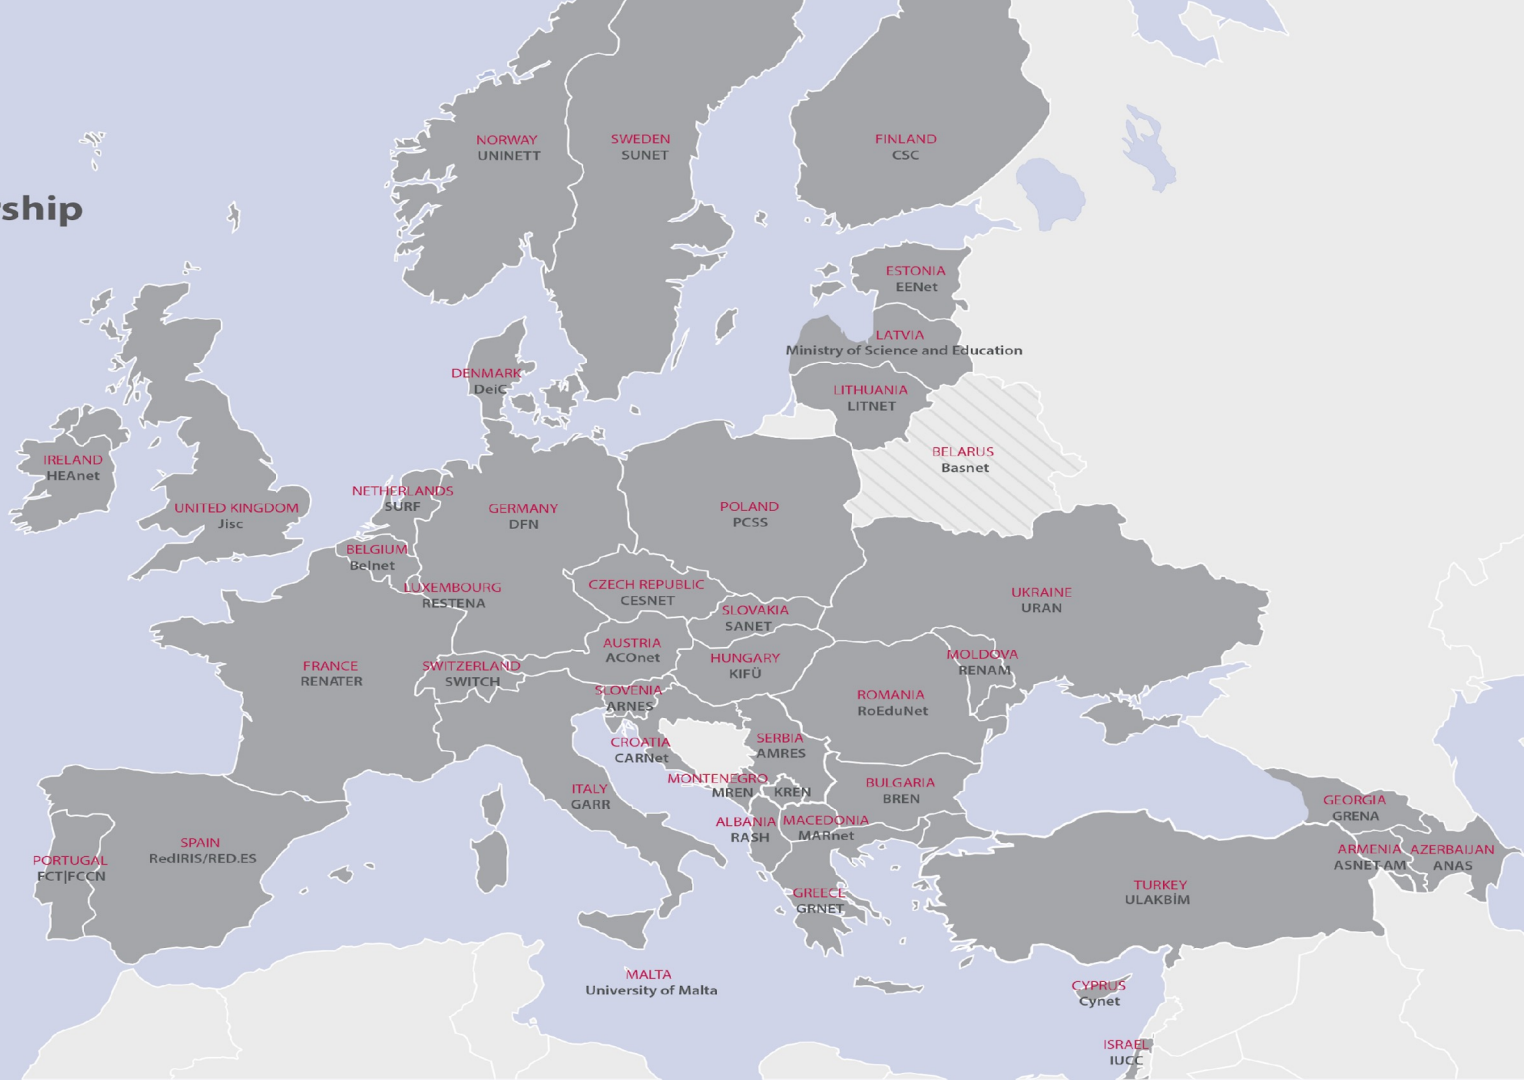 NORWAY
UNINETT
SWEDEN
SUNET
FINLAND
CSC
ship
ESTONIA
EENet
LATVIA
Ministry of Science and Education
DENMARK
DeiC
LITHUANIA
LITNET
BELARUS
Basnet
IRELAND
HEAnet
UNITED KINGDOM
Jisc
NETHERLANDS
SURF
GERMANY
DFN
POLAND
PCSS
BELGIUM
Belnet
LUXEMBOURG
RESTENA
CZECH REPUBLIC
CESNET
SLOVAKIA
SANET
UKRAINE
URAN
FRANCE
RENATER
SWITZERLAND
SWITCH
AUSTRIA
ACOnet
HUNGARY
KIFÜ
MOLDOVA
RENAM
SLOVENIA
ARNES
ROMANIA
RoEduNet
CROATIA
CARNet
SERBIA
AMRES
MONTENEGRO
MREN
KREN
BULGARIA
BREN
ITALY
GARR
ALBANIA
RASH
MACEDONIA
MARnet
GEORGIA
GRENA
SPAIN
RedIRIS/RED.ES
PORTUGAL
FCT|FCCN
ARMENIA
ASNET-AM
AZERBAIJAN
ANAS
GREECE
GRNET
TURKEY
ULAKBİM
MALTA
University of Malta
CYPRUS
Cynet
ISRAEL
IUCC